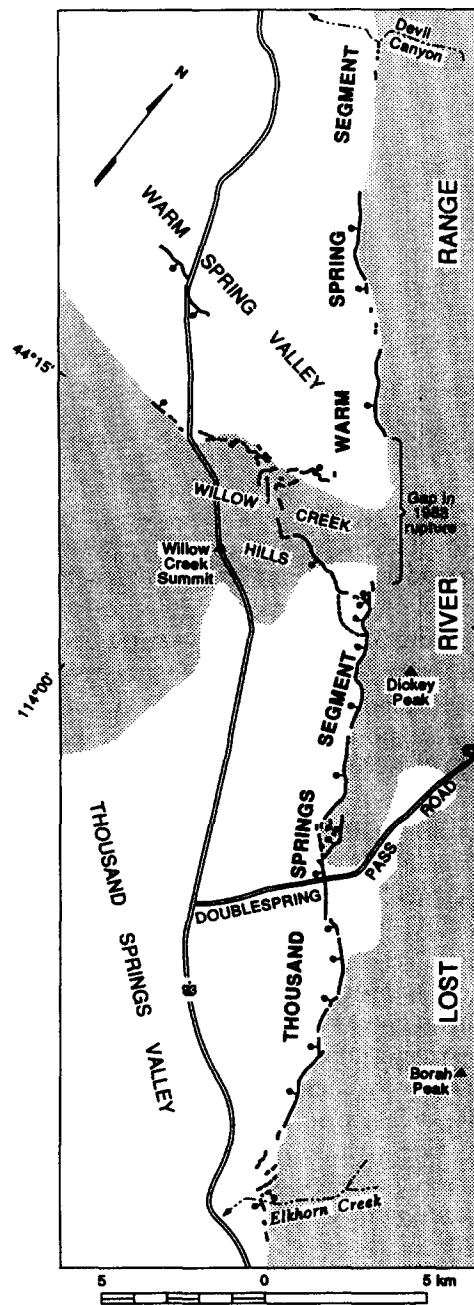 Devil
Canyon
N
SEGMENT
RANGE
WARM
SPRING
VALLEY
SPRING
44°15'
WARM
WILLOW
CREEK
HILLS
Gap in
1983
rupture
Willow
Creek
Summit
RIVER
114°00'
SEGMENT
Dickey
Peak
SPRINGS
PASS
ROAD
DOUBLESPRING
THOUSAND
SPRINGS
VALLEY
THOUSAND
LOST
Borah
Peak
Elkhorn Creek
5 0 5 km